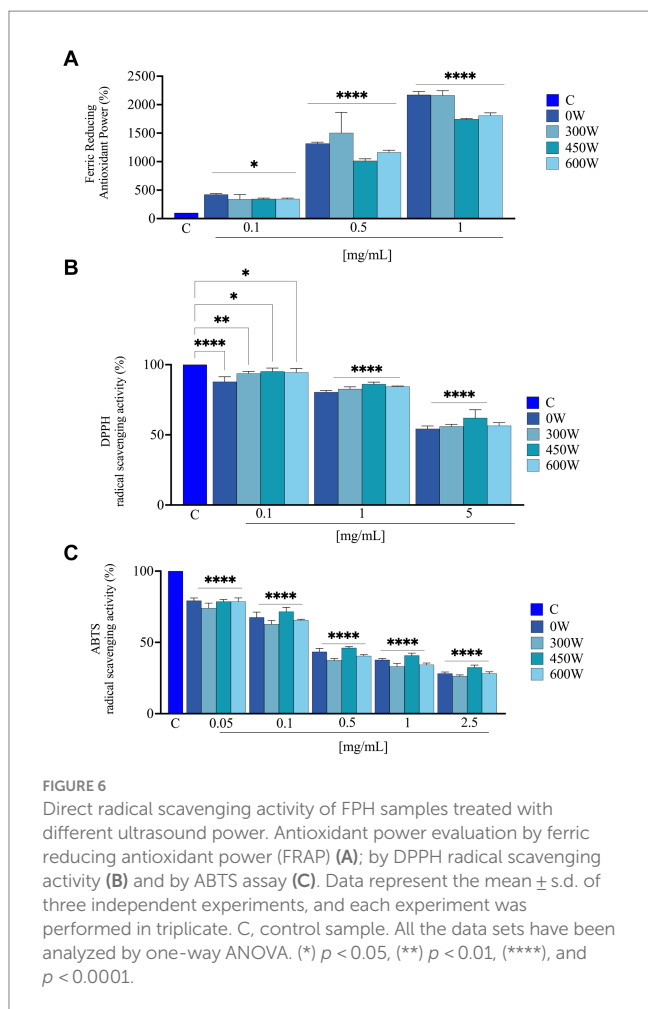 A
Ferric Reducing
Antioxidant Power (%)
2500
2000
1500
1000
500
0
*
****
****
C
0.1
0.5
1
[mg/mL]
C
0W
300W
450W
600W
B
DPPH
radical scavenging activity (%)
100
50
0
*
*
**
****
****
****
C
0.1
1
5
[mg/mL]
C
0W
300W
450W
600W
C
ABTS
radical scavenging activity (%)
100
50
0
****
****
****
****
****
C
0.05
0.1
0.5
1
2.5
[mg/mL]
C
0W
300W
450W
600W
FIGURE 6
Direct radical scavenging activity of FPH samples treated with
different ultrasound power. Antioxidant power evaluation by ferric
reducing antioxidant power (FRAP) (A); by DPPH radical scavenging
activity (B) and by ABTS assay (C). Data represent the mean ± s.d. of
three independent experiments, and each experiment was
performed in triplicate. C, control sample. All the data sets have been
analyzed by one-way ANOVA. (*) p < 0.05, (**) p < 0.01, (****), and
p < 0.0001.